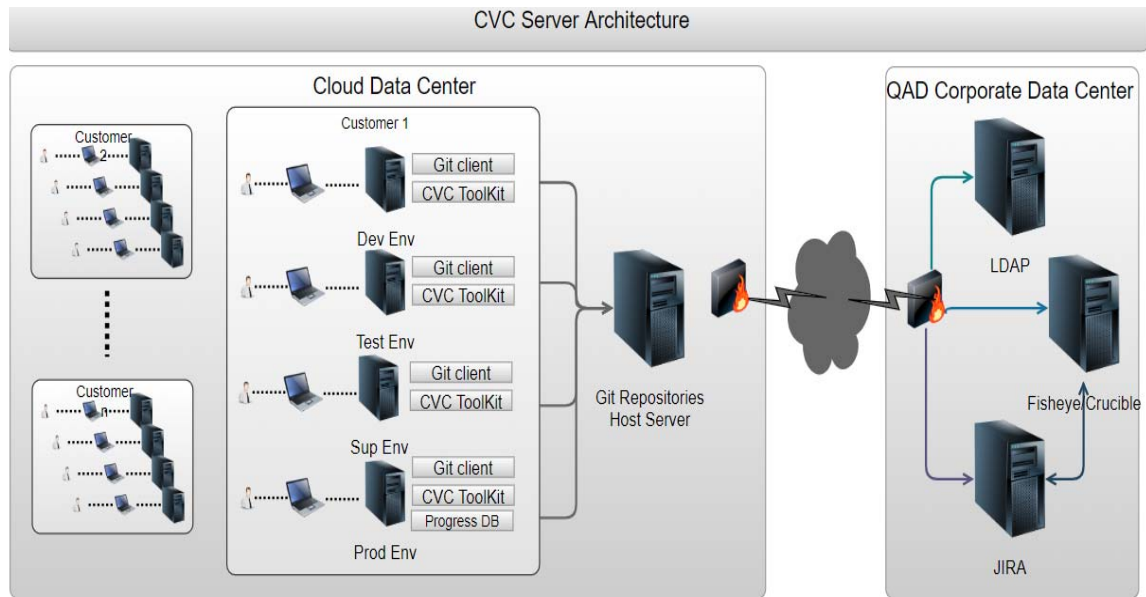 CVC Server Architecture
Cloud Data Center
Customer
2
Customer
n
Customer 1
Git client
CVC ToolKit
Dev Env
Git client
CVC ToolKit
Test Env
Git client
CVC ToolKit
Sup Env
Git client
CVC ToolKit
Progress DB
Prod Env
Git Repositories
Host Server
QAD Corporate Data Center
LDAP
Fisheye/Crucible
JIRA